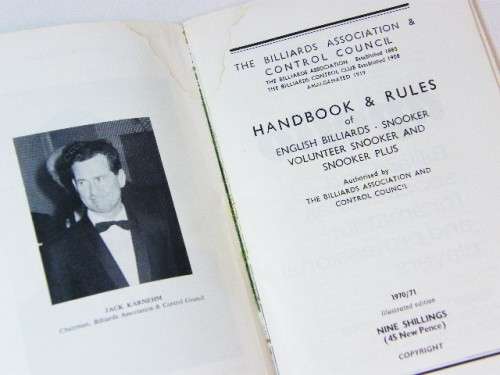 JACK KARNEHM
Chairman, Billiards Association & Control Council
THE BILLIARDS ASSOCIATION &
CONTROL COUNCIL
THE BILLIARDS ASSOCIATION Established 1885
THE BILLIARDS CONTROL CLUB Established 1908
AMALGAMATED 1919
HANDBOOK & RULES
of
ENGLISH BILLIARDS · SNOOKER
VOLUNTEER SNOOKER AND
SNOOKER PLUS
Authorised by
THE BILLIARDS ASSOCIATION AND
CONTROL COUNCIL
1970/71
Illustrated edition
NINE SHILLINGS
(45 New Pence)
COPYRIGHT